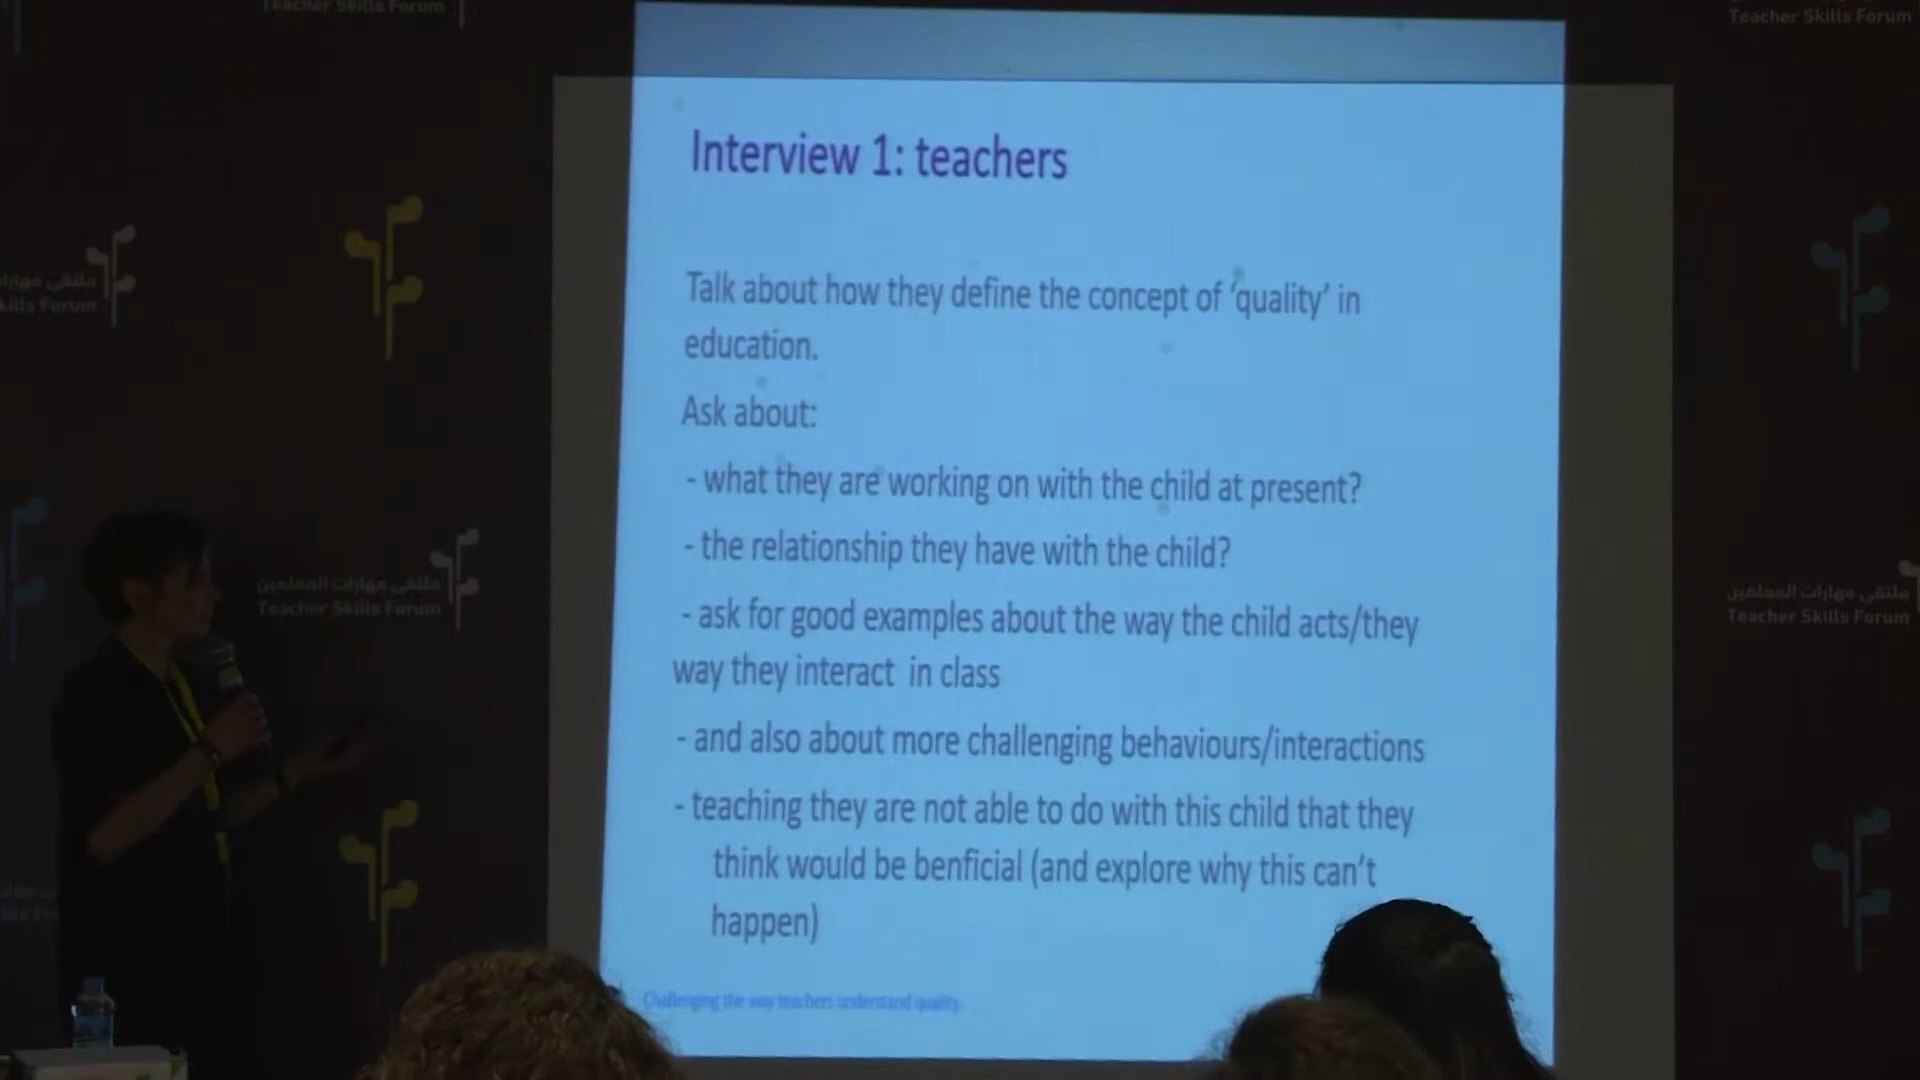 Teacher Skills Forum
Teacher Skills Forum
Interview 1: teachers
Talk about how they define the concept of ‘quality’ in
education.
Ask about:
- what they are working on with the child at present?
- the relationship they have with the child?
- ask for good examples about the way the child acts/they
way they interact in class
- and also about more challenging behaviours/interactions
- teaching they are not able to do with this child that they
think would be benficial (and explore why this can’t
happen)
Challenging the way teachers understand quality.
ملتقى مهارات
Skills Forum
ملتقى مهارات المعلمين
Teacher Skills Forum
ملتقى مهارات المعلمين
Teacher Skills Forum